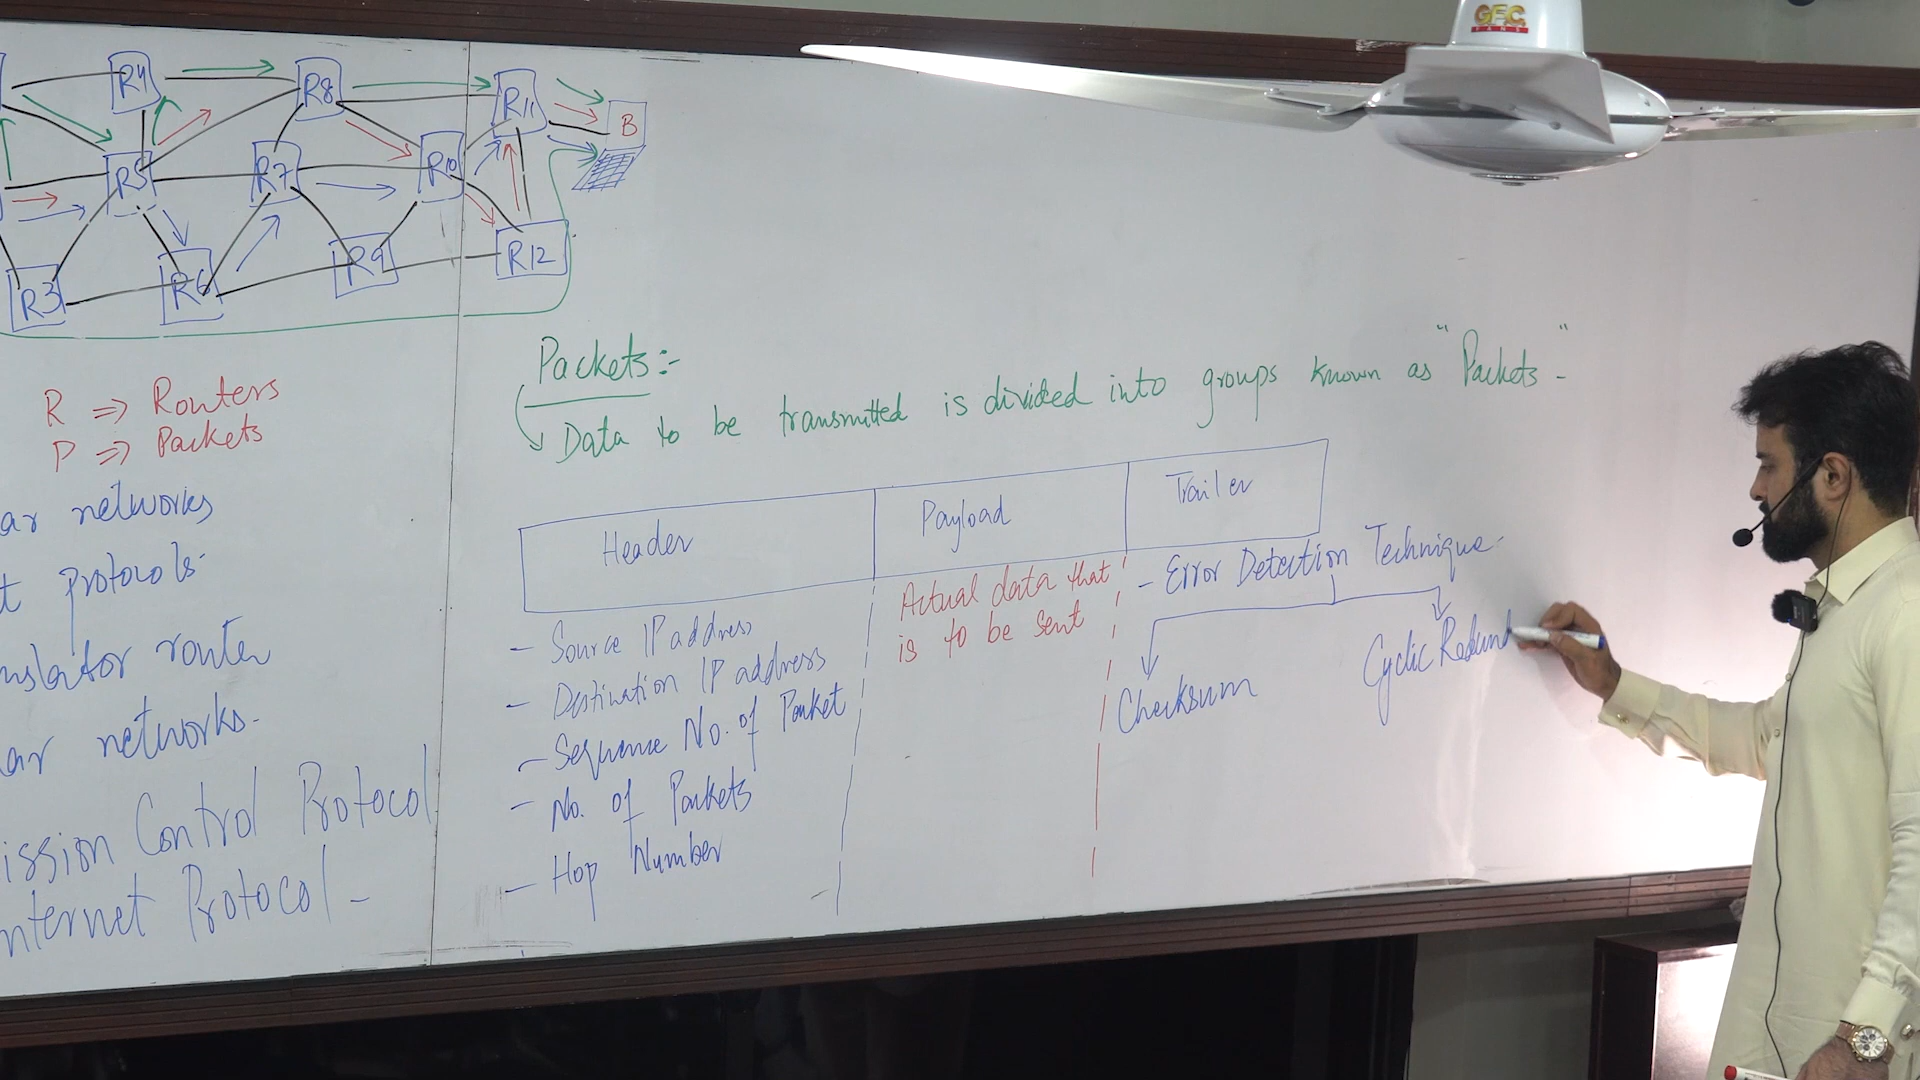 GFC
FANS
R4
R8
R11
B
R5
R7
R10
R3
R6
R9
R12
R => Routers
P => Packets
ar networks
t protocols.
nslator router
ar networks.
ission Control Protocol
nternet Protocol -
Packets:-
Data to be transmitted is divided into groups known as "Packets" -
Header
Payload
Trailer
- Source IP address
- Destination IP address
- Sequence No. of Packet
- No. of Packets
- Hop Number
Actual data that
is to be sent
- Error Detection Technique.
Checksum
Cyclic Redund